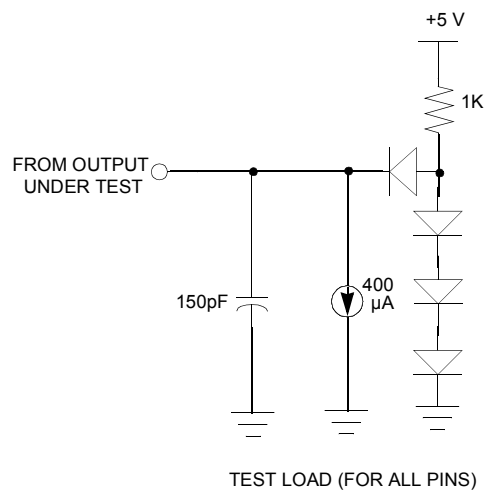 +5 V
1K
FROM OUTPUT
UNDER TEST
400
µA
150pF
TEST LOAD (FOR ALL PINS)